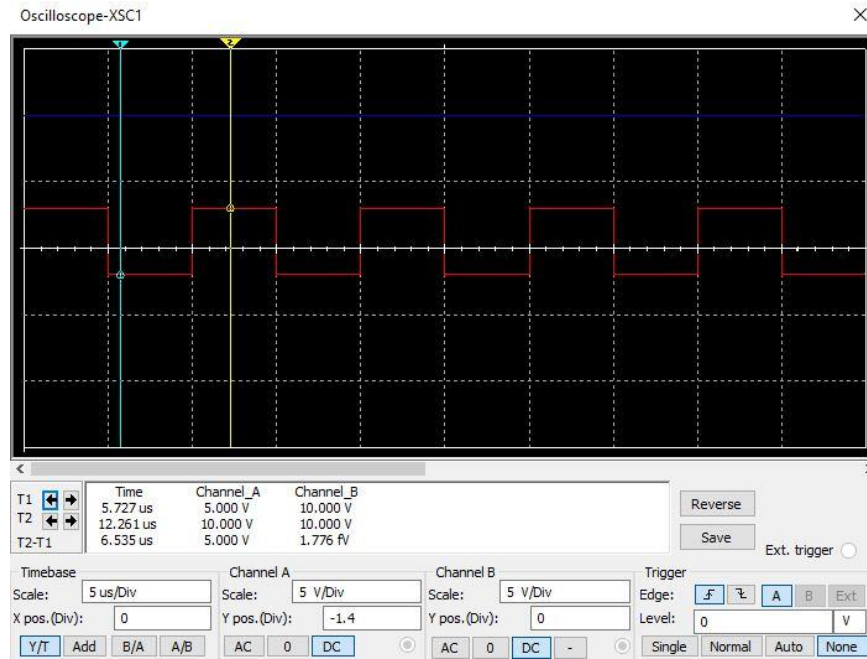 Oscilloscope-XSC1
1 2
T1
T2
T2-T1
Time Channel_A Channel_B
5.727 us 5.000 V 10.000 V
12.261 us 10.000 V 10.000 V
6.535 us 5.000 V 1.776 fV
Reverse
Save
Ext. trigger
Timebase
Scale: 5 us/Div
X pos.(Div): 0
Y/T Add B/A A/B
Channel A
Scale: 5 V/Div
Y pos.(Div): -1.4
AC 0 DC
Channel B
Scale: 5 V/Div
Y pos.(Div): 0
AC 0 DC -
Trigger
Edge: A B Ext
Level: 0 V
Single Normal Auto None